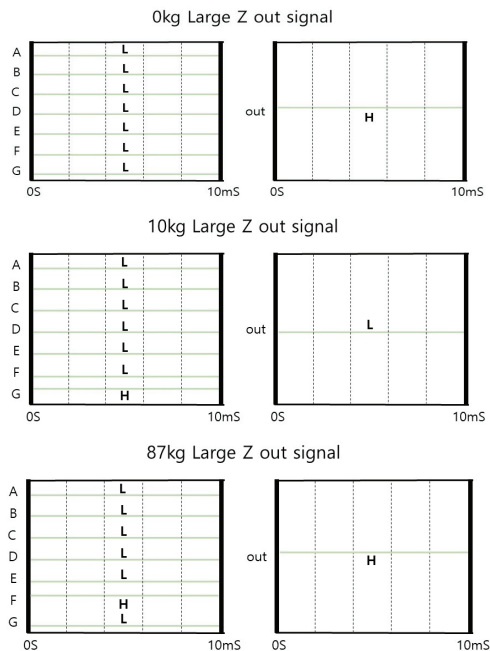 0kg Large Z out signal
A L
B L
C L
D L
E L
F L
G L
0S 10mS
out H
0S 10mS
10kg Large Z out signal
A L
B L
C L
D L
E L
F L
G H
0S 10mS
out L
0S 10mS
87kg Large Z out signal
A L
B L
C L
D L
E L
F H
G L
0S 10mS
out H
0S 10mS